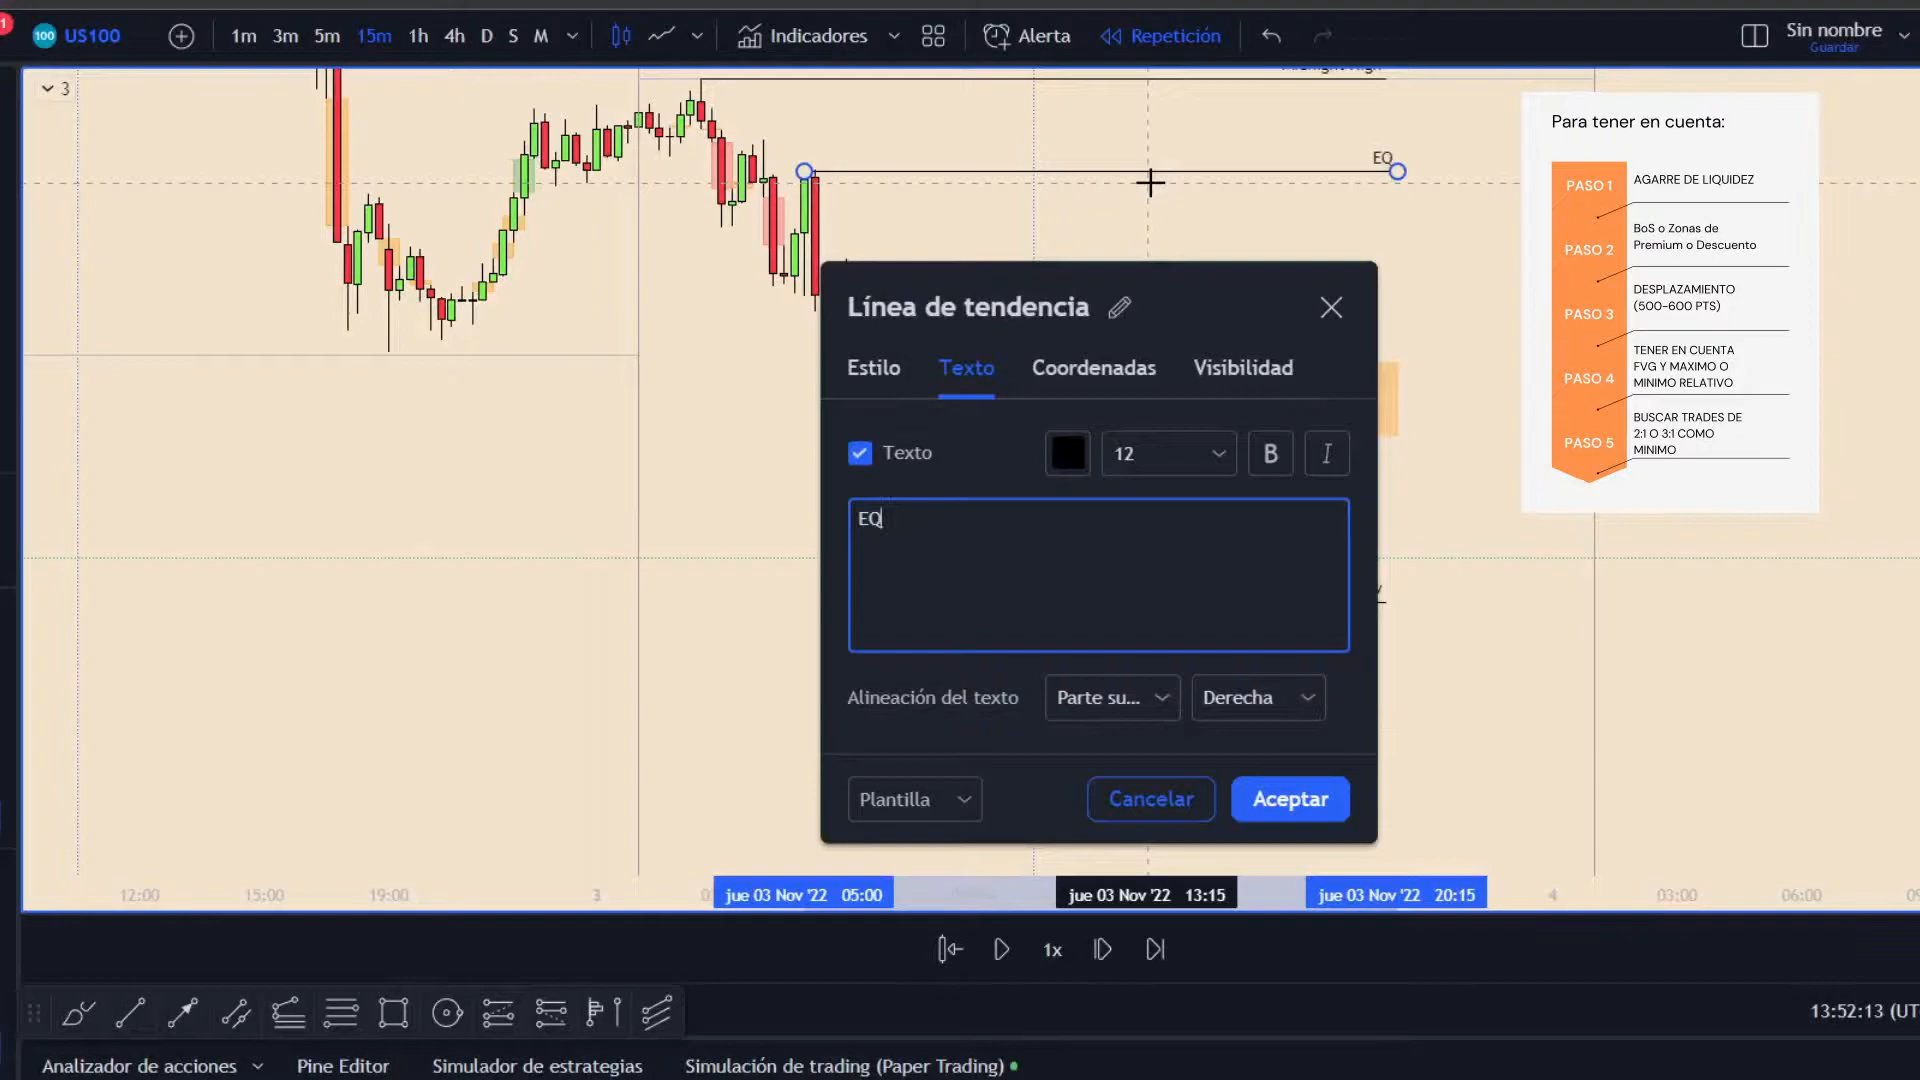 1
100 US100
1m 3m 5m 15m 1h 4h D S M
Indicadores
Alerta
Repetición
Sin nombre
Guardar
3
EQ
Para tener en cuenta:
PASO 1 AGARRE DE LIQUIDEZ
PASO 2 BoS o Zonas de
Premium o Descuento
PASO 3 DESPLAZAMIENTO
(500-600 PTS)
PASO 4 TENER EN CUENTA
FVG Y MAXIMO O
MINIMO RELATIVO
PASO 5 BUSCAR TRADES DE
2:1 O 3:1 COMO
MINIMO
Línea de tendencia
Estilo Texto Coordenadas Visibilidad
Texto 12 B I
EQ
Alineación del texto Parte su... Derecha
Plantilla Cancelar Aceptar
12:00 15:00 19:00 3 jue 03 Nov '22 05:00 jue 03 Nov '22 13:15 jue 03 Nov '22 20:15 4 03:00 06:00
1x
13:52:13 (UT
Analizador de acciones Pine Editor Simulador de estrategias Simulación de trading (Paper Trading)